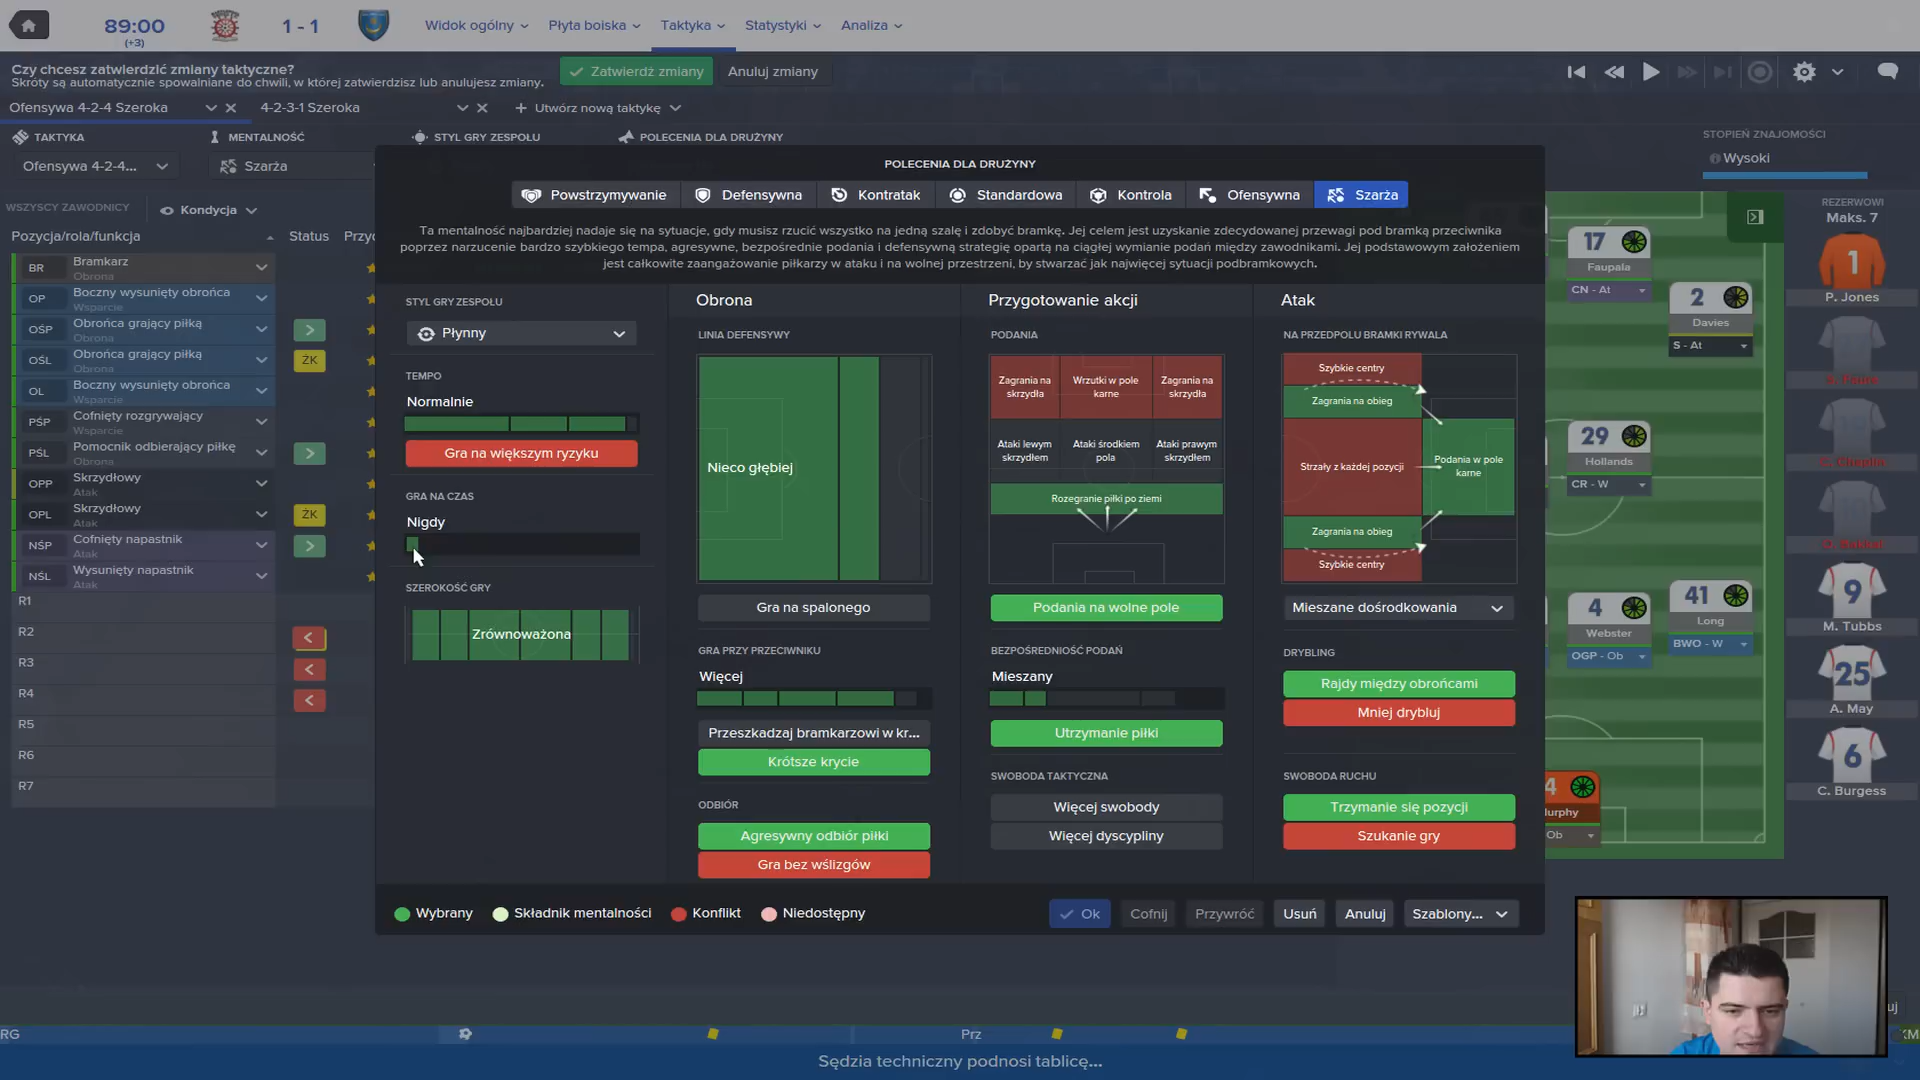 89:00
(+3)
1 - 1
Widok ogólny
Płyta boiska
Taktyka
Statystyki
Analiza
Czy chcesz zatwierdzić zmiany taktyczne?
Skróty są automatycznie spowalniane do chwili, w której zatwierdzisz lub anulujesz zmiany.
Zatwierdź zmiany
Anuluj zmiany
Ofensywa 4-2-4 Szeroka
4-2-3-1 Szeroka
Utwórz nową taktykę
TAKTYKA
MENTALNOŚĆ
STYL GRY ZESPOŁU
POLECENIA DLA DRUŻYNY
STOPIEŃ ZNAJOMOŚCI
Ofensywa 4-2-4...
Szarża
Wysoki
WSZYSCY ZAWODNICY
Kondycja
Pozycja/rola/funkcja
Status
BR
Bramkarz
Obrona
OP
Boczny wysunięty obrońca
Wsparcie
OŚP
Obrońca grający piłką
Obrona
OŚL
Obrońca grający piłką
Obrona
ŻK
OL
Boczny wysunięty obrońca
Wsparcie
PŚP
Cofnięty rozgrywający
Wsparcie
PŚL
Pomocnik odbierający piłkę
Obrona
OPP
Skrzydłowy
Atak
OPL
Skrzydłowy
Atak
ŻK
NŚP
Cofnięty napastnik
Atak
NŚL
Wysunięty napastnik
Atak
R1
R2
R3
R4
R5
R6
R7
POLECENIA DLA DRUŻYNY
Powstrzymywanie
Defensywna
Kontratak
Standardowa
Kontrola
Ofensywna
Szarża
Ta mentalność najbardziej nadaje się na sytuacje, gdy musisz rzucić wszystko na jedną szalę i zdobyć bramkę. Jej celem jest uzyskanie zdecydowanej przewagi pod bramką przeciwnika
poprzez narzucenie bardzo szybkiego tempa, agresywne, bezpośrednie podania i defensywną strategię opartą na ciągłej wymianie podań między zawodnikami. Jej podstawowym założeniem
jest całkowite zaangażowanie piłkarzy w ataku i na wolnej przestrzeni, by stwarzać jak najwięcej sytuacji podbramkowych.
STYL GRY ZESPOŁU
Płynny
TEMPO
Normalnie
Gra na większym ryzyku
GRA NA CZAS
Nigdy
SZEROKOŚĆ GRY
Zrównoważona
Obrona
LINIA DEFENSYWY
Nieco głębiej
Gra na spalonego
GRA PRZY PRZECIWNIKU
Więcej
Przeszkadzaj bramkarzowi w kr...
Krótsze krycie
ODBIÓR
Agresywny odbiór piłki
Gra bez wślizgów
Przygotowanie akcji
PODANIA
Zagrania na skrzydła
Wrzutki w pole karne
Zagrania na skrzydła
Ataki lewym skrzydłem
Ataki środkiem pola
Ataki prawym skrzydłem
Rozegranie piłki po ziemi
Podania na wolne pole
BEZPOŚREDNIOŚĆ PODAŃ
Mieszany
Utrzymanie piłki
SWOBODA TAKTYCZNA
Więcej swobody
Więcej dyscypliny
Atak
NA PRZEDPOLU BRAMKI RYWALA
Szybkie centry
Zagrania na obieg
Strzały z każdej pozycji
Podania w pole karne
Zagrania na obieg
Szybkie centry
Mieszane dośrodkowania
DRYBLING
Rajdy między obrońcami
Mniej drybluj
SWOBODA RUCHU
Trzymanie się pozycji
Szukanie gry
Wybrany
Składnik mentalności
Konflikt
Niedostępny
Ok
Cofnij
Przywróć
Usuń
Anuluj
Szablony...
17
Faupala
CN - At
2
Davies
S - At
29
Hollands
CR - W
4
Webster
OGP - Ob
41
Long
BWO - W
REZERWOWI
Maks. 7
1
P. Jones
9
M. Tubbs
25
A. May
6
C. Burgess
RG
Prz
KM
Sędzia techniczny podnosi tablicę...